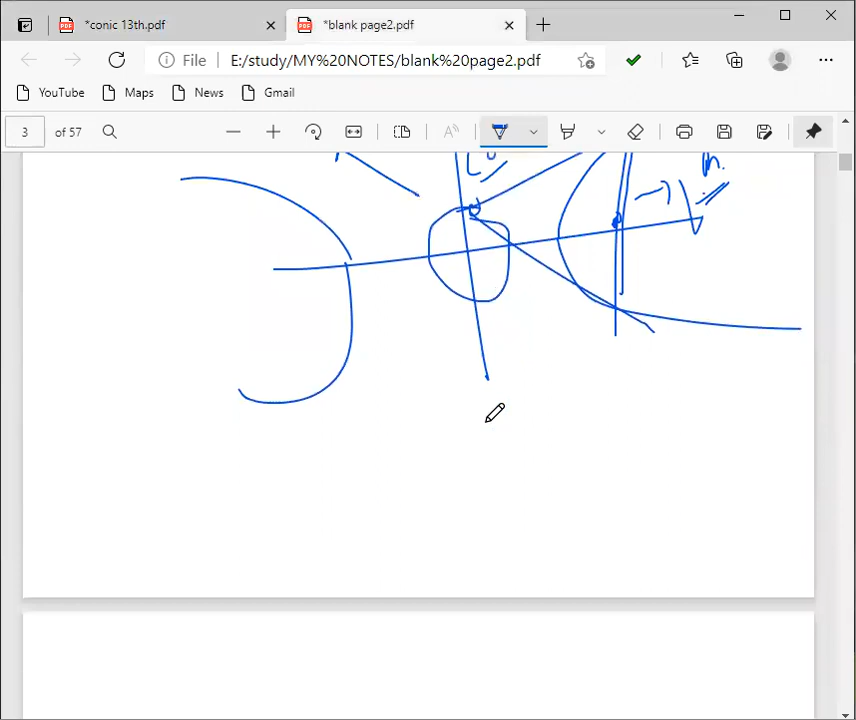 *conic 13th.pdf
*blank page2.pdf
File
E:/study/MY%20NOTES/blank%20page2.pdf
YouTube
Maps
News
Gmail
3 of 57